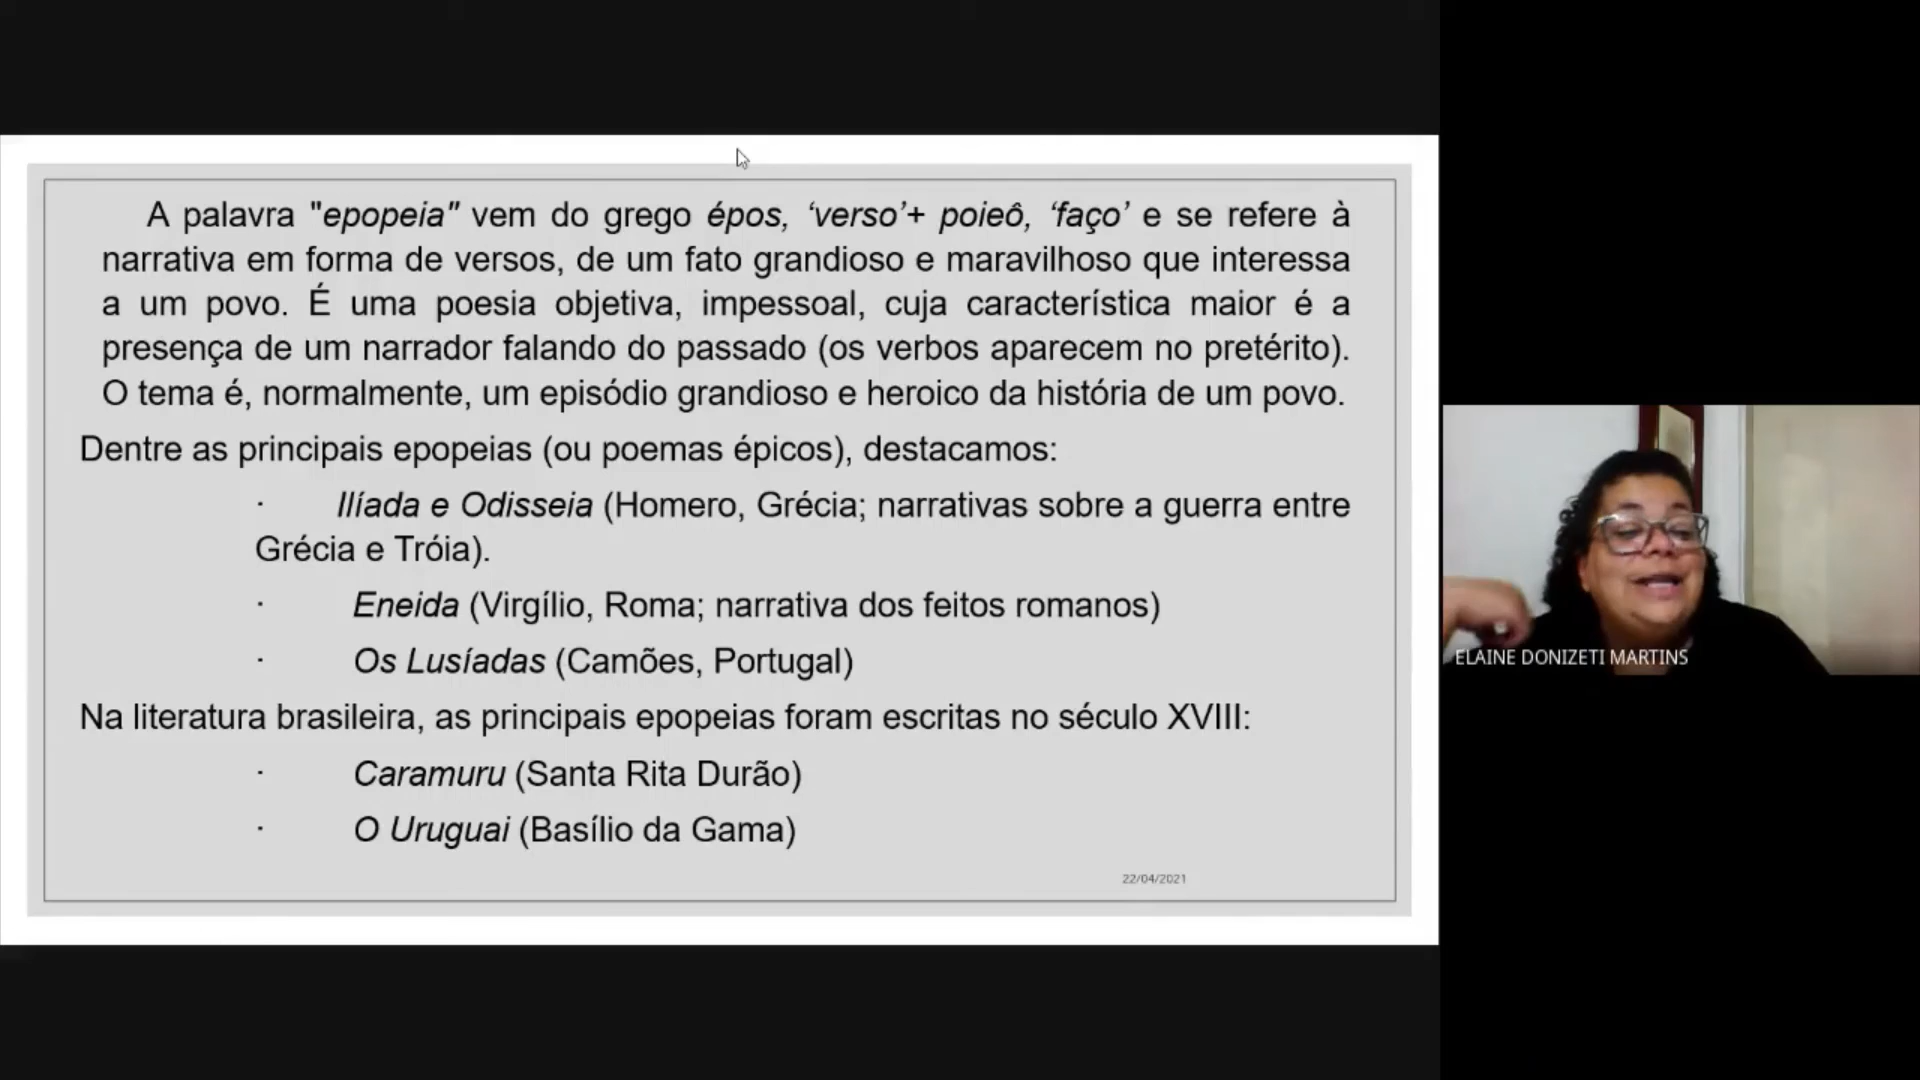 A palavra "epopeia" vem do grego épos, ‘verso’+ poieô, ‘faço’ e se refere à
narrativa em forma de versos, de um fato grandioso e maravilhoso que interessa
a um povo. É uma poesia objetiva, impessoal, cuja característica maior é a
presença de um narrador falando do passado (os verbos aparecem no pretérito).
O tema é, normalmente, um episódio grandioso e heroico da história de um povo.
Dentre as principais epopeias (ou poemas épicos), destacamos:
· Ilíada e Odisseia (Homero, Grécia; narrativas sobre a guerra entre
Grécia e Tróia).
· Eneida (Virgílio, Roma; narrativa dos feitos romanos)
· Os Lusíadas (Camões, Portugal)
Na literatura brasileira, as principais epopeias foram escritas no século XVIII:
· Caramuru (Santa Rita Durão)
· O Uruguai (Basílio da Gama)
22/04/2021
ELAINE DONIZETI MARTINS